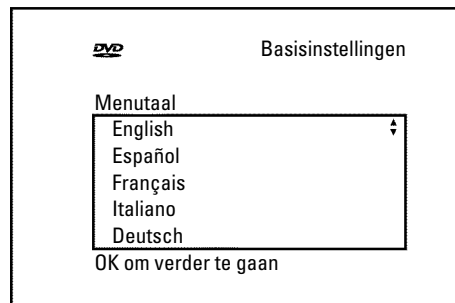 DVD Basisinstellingen
Menutaal
English
Español
Français
Italiano
Deutsch
OK om verder te gaan